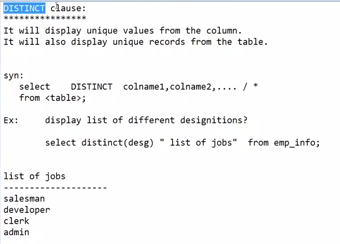 DISTINCT clause:
****************
It will display unique values from the column.
It will also display unique records from the table.
syn:
select DISTINCT colname1,colname2,.... / *
from <table>;
Ex: display list of different designitions?
select distinct(desg) " list of jobs" from emp_info;
list of jobs
-------------------
salesman
developer
clerk
admin